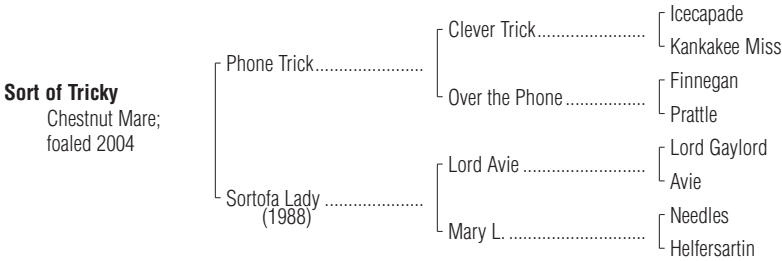 Icecapade
Clever Trick
Kankakee Miss
Phone Trick
Finnegan
Over the Phone
Prattle
Sort of Tricky
Chestnut Mare;
foaled 2004
Lord Gaylord
Lord Avie
Avie
Sortofa Lady
(1988)
Needles
Mary L.
Helfersartin